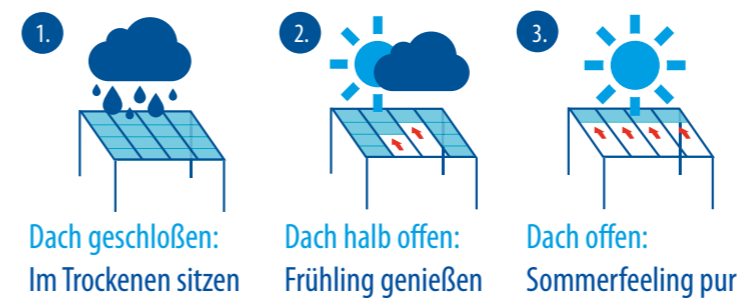 1.
Dach geschloßen:
Im Trockenen sitzen
2.
Dach halb offen:
Frühling genießen
3.
Dach offen:
Sommerfeeling pur